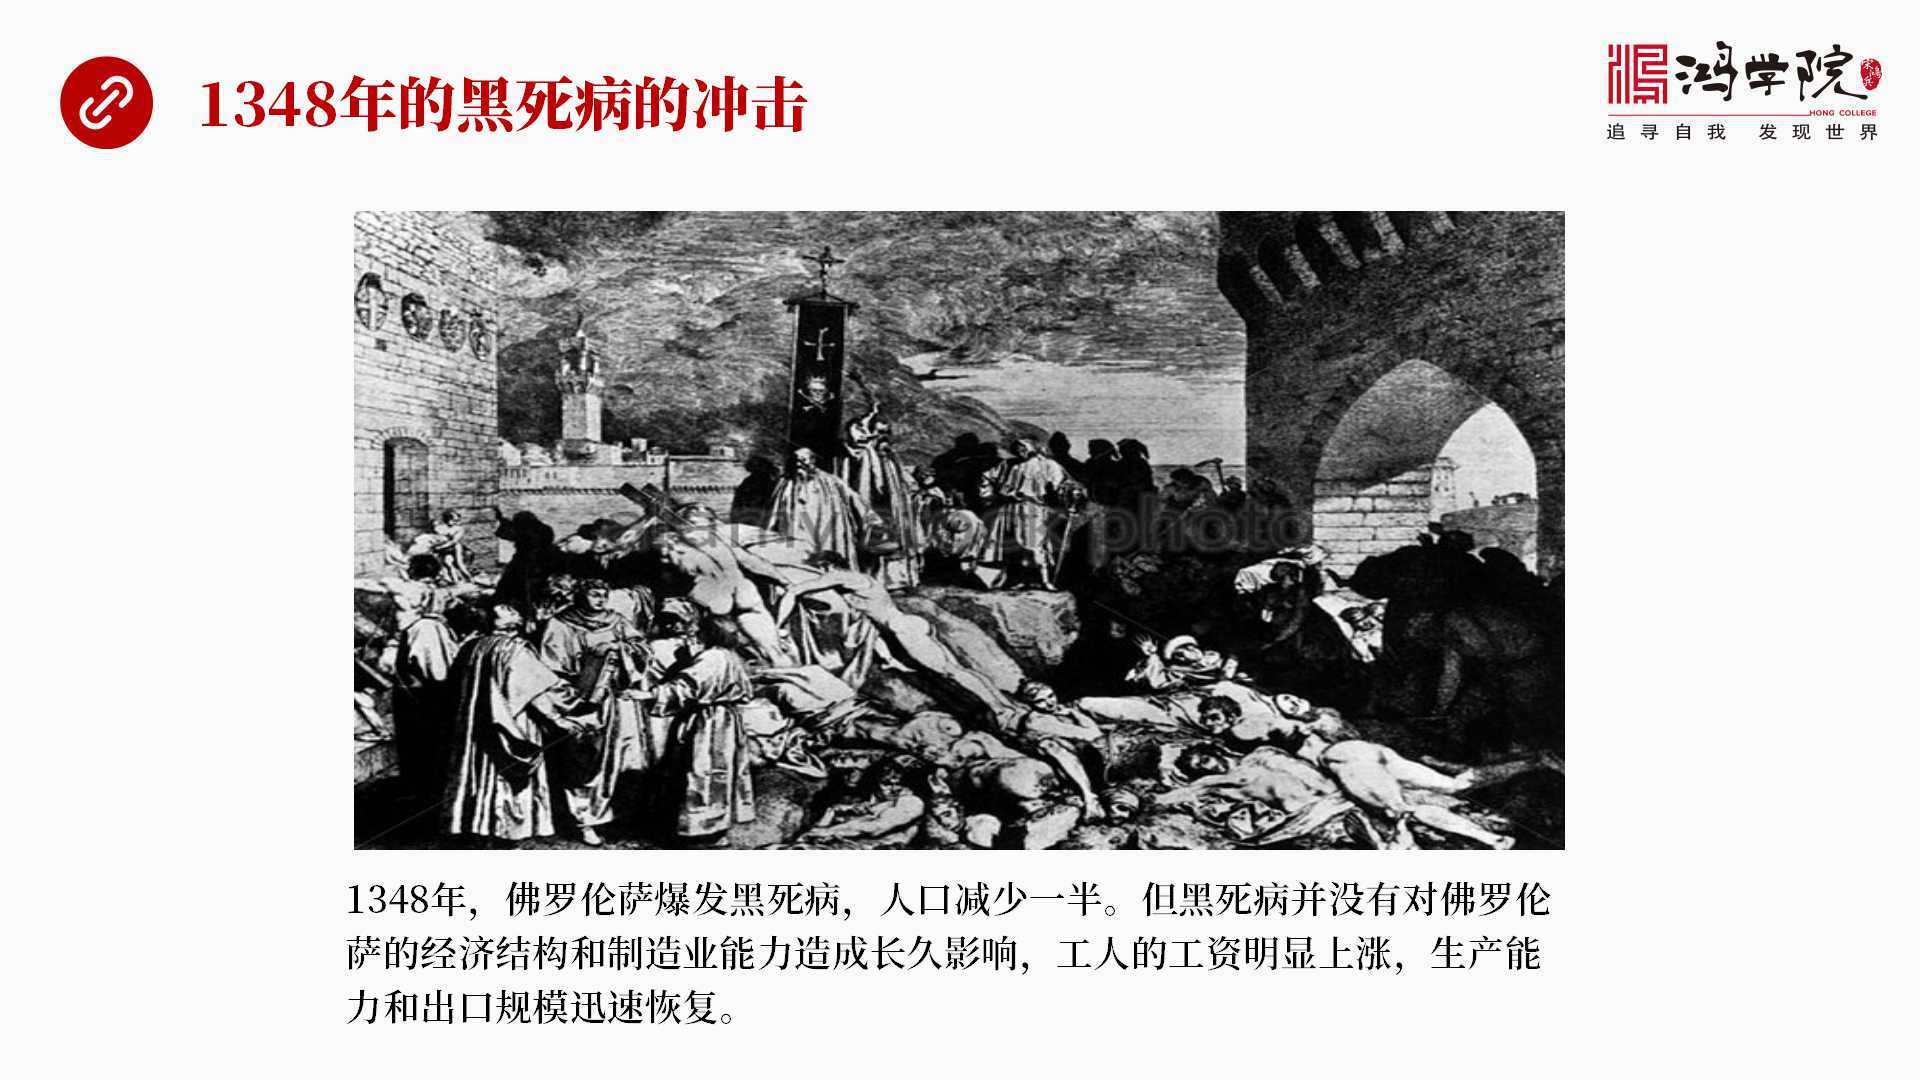 1348年的黑死病的冲击
鸿学院
宋鸿兵
HONG COLLEGE
追寻自我 发现世界
alamy stock photo
1348年，佛罗伦萨爆发黑死病，人口减少一半。但黑死病并没有对佛罗伦
萨的经济结构和制造业能力造成长久影响，工人的工资明显上涨，生产能
力和出口规模迅速恢复。